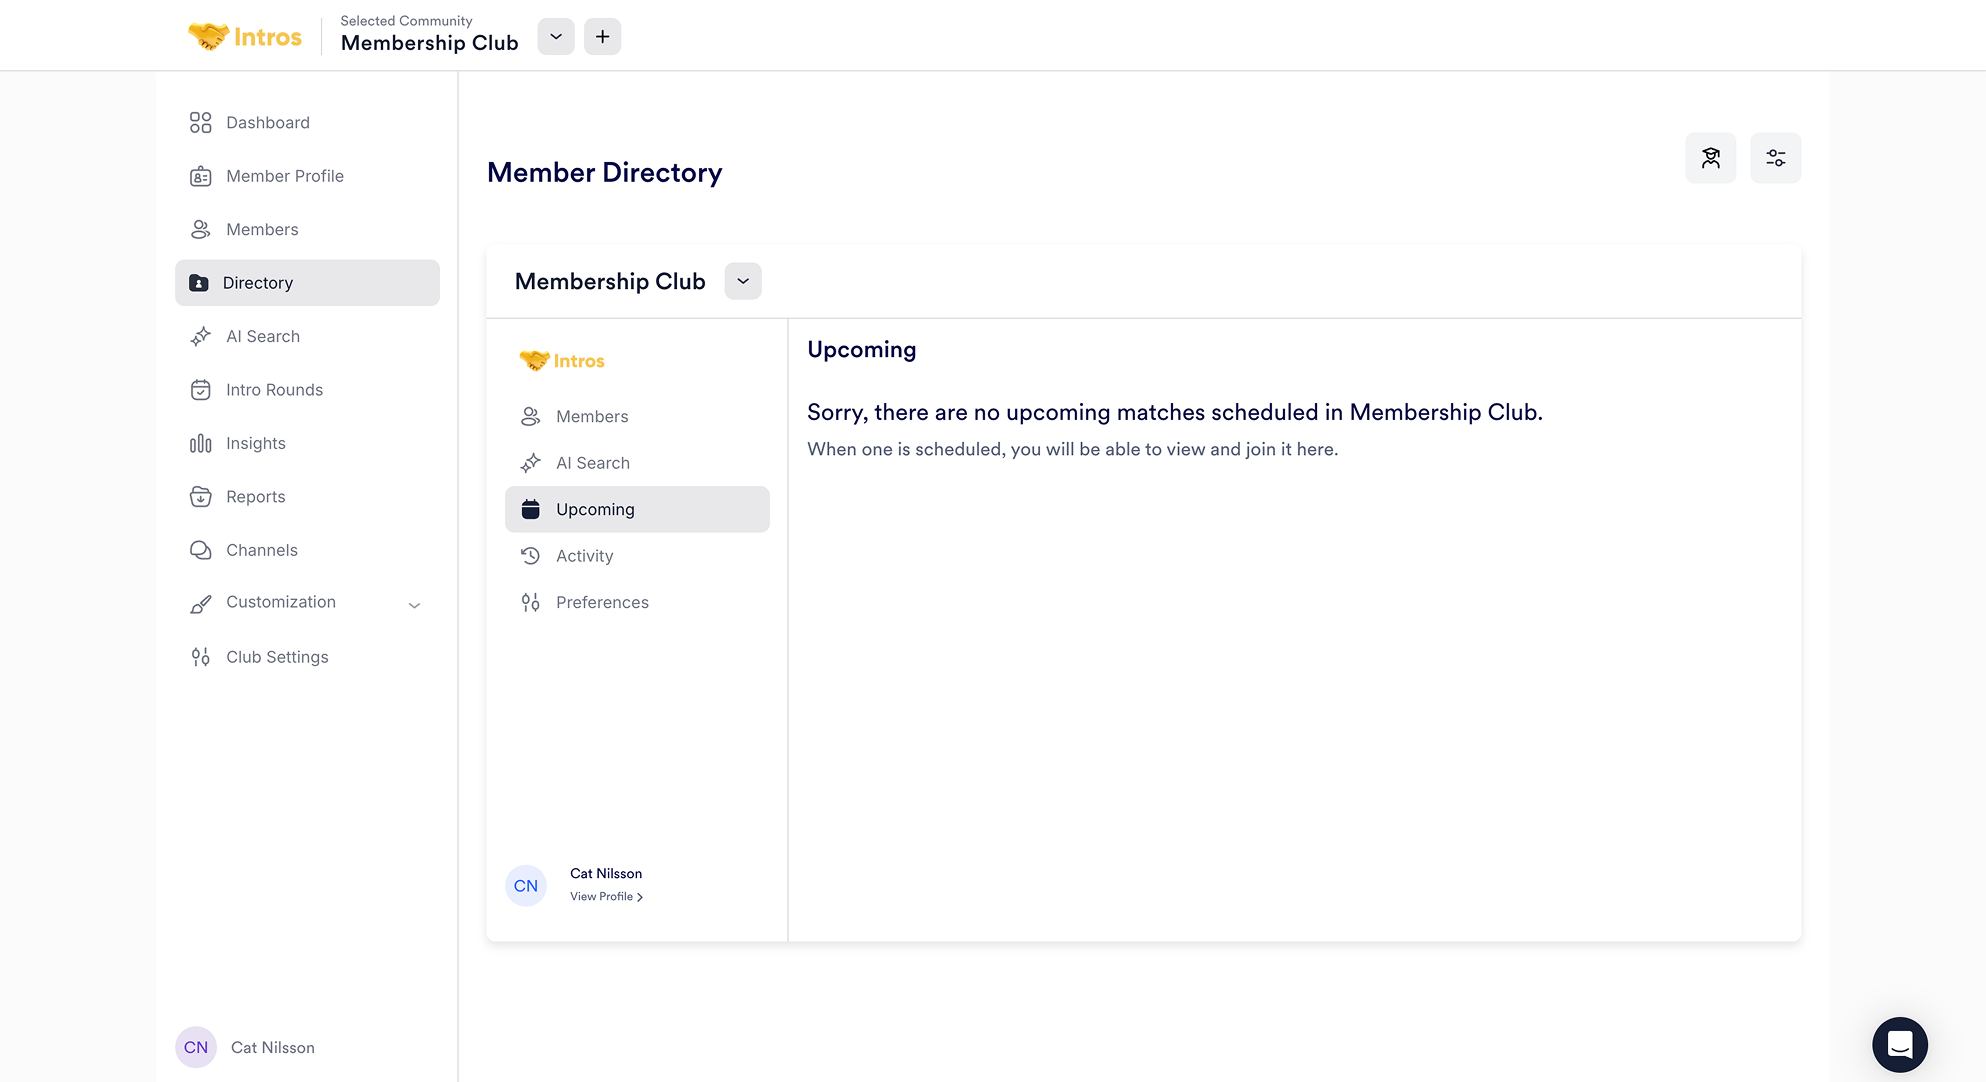 Intros
Selected Community
Membership Club
Dashboard
Member Profile
Members
Directory
AI Search
Intro Rounds
Insights
Reports
Channels
Customization
Club Settings
CN
Cat Nilsson
Member Directory
Membership Club
Intros
Members
AI Search
Upcoming
Activity
Preferences
CN
Cat Nilsson
View Profile
Upcoming
Sorry, there are no upcoming matches scheduled in Membership Club.
When one is scheduled, you will be able to view and join it here.